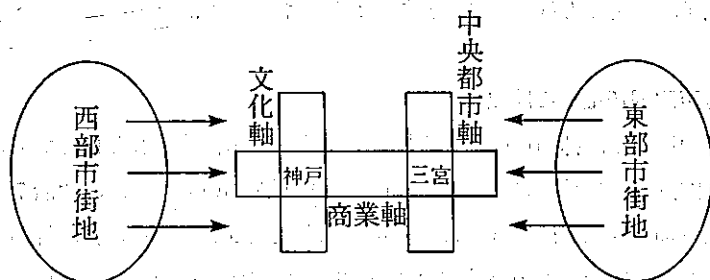 西部市街地
文化軸
神戸
商業軸
三宮
中央都市軸
東部市街地